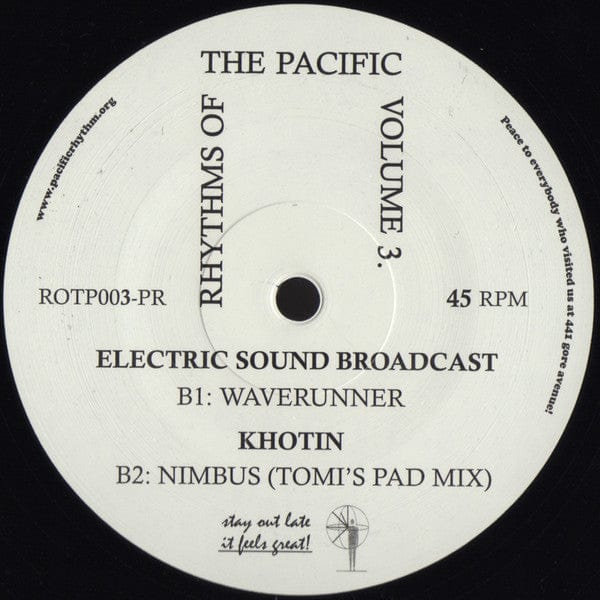 RHYTHMS OF
THE PACIFIC
VOLUME 3.
www.pacificrhythm.org
Peace to everybody who visited us at 441 gore avenue!
ROTP003-PR
45 RPM
ELECTRIC SOUND BROADCAST
B1: WAVERUNNER
KHOTIN
B2: NIMBUS (TOMI'S PAD MIX)
stay out late
it feels great!